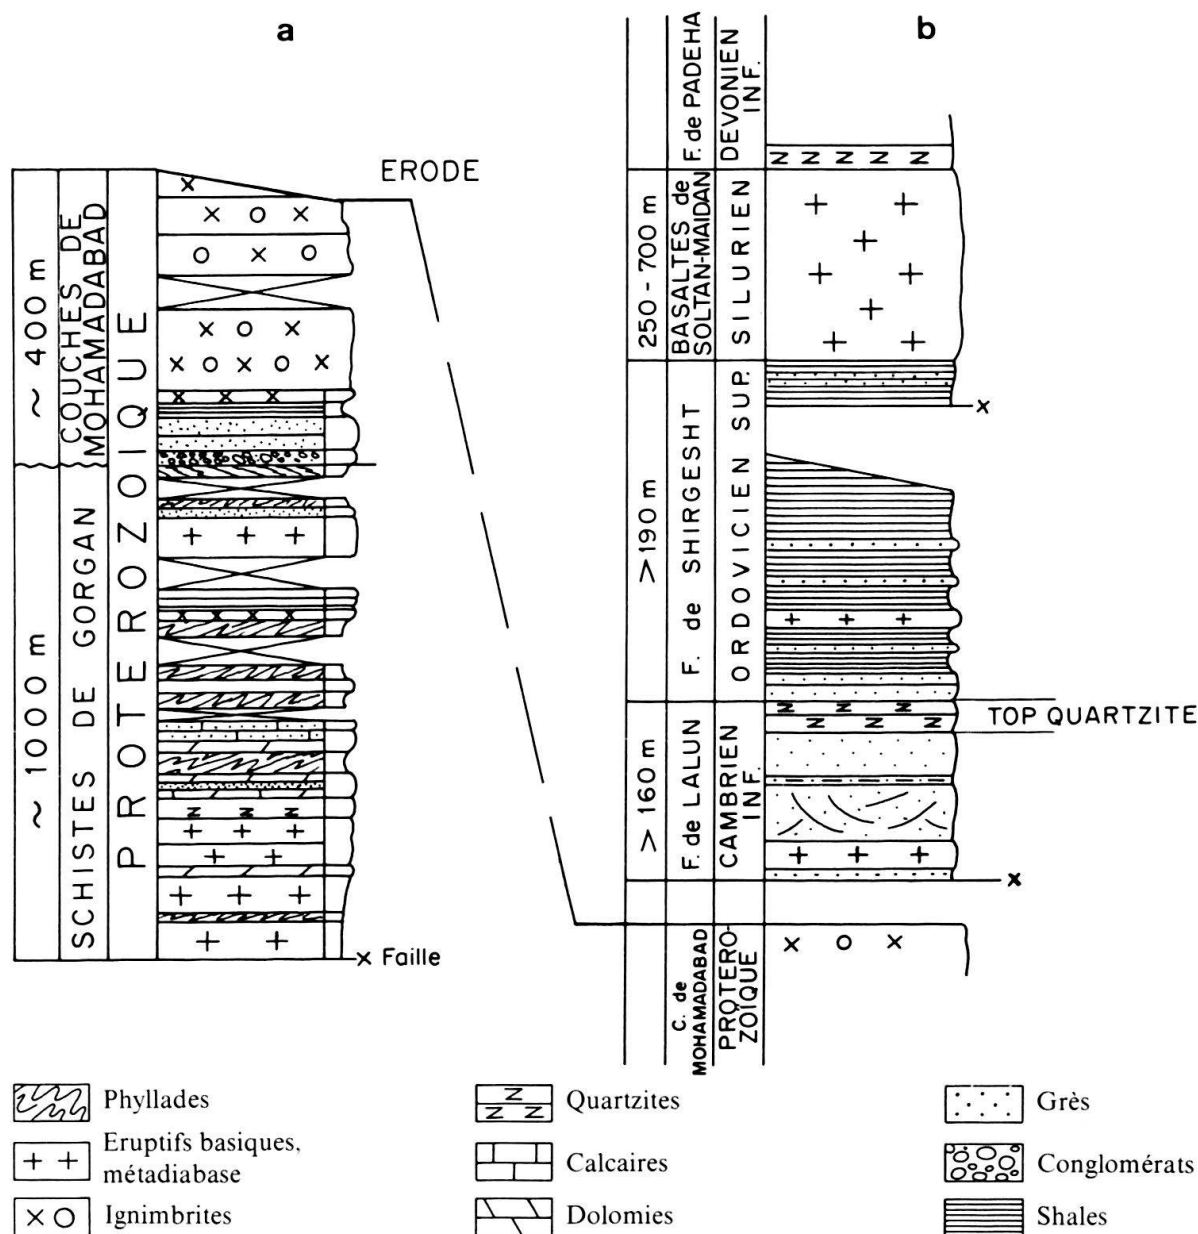 a
ERODE
~ 400 m
COUCHES DE
MOHAMADABAD
~ 1000 m
SCHISTES DE GORGAN
PROTEROZOIQUE
x Faille
b
F. de PADEHA
DEVONIEN
INF.
250-700 m
BASALTES de
SOLTAN-MAIDAN
SILURIEN
> 190 m
F. de SHIRGESHT
ORDOVICIEN SUP.
x
TOP QUARTZITE
> 160 m
F. de LALUN
CAMBRIEN
INF.
x
C. de
MOHAMADABAD
PROTERO-
ZOÏQUE
Phyllades
Eruptifs basiques,
métadiabase
Ignimbrites
Quartzites
Calcaires
Dolomies
Grès
Conglomérats
Shales